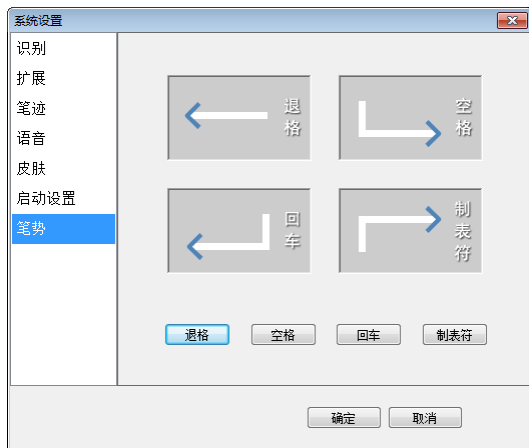 系统设置
识别
扩展
笔迹
语音
皮肤
启动设置
笔势
退格
空格
回车
制表符
退格
空格
回车
制表符
确定
取消